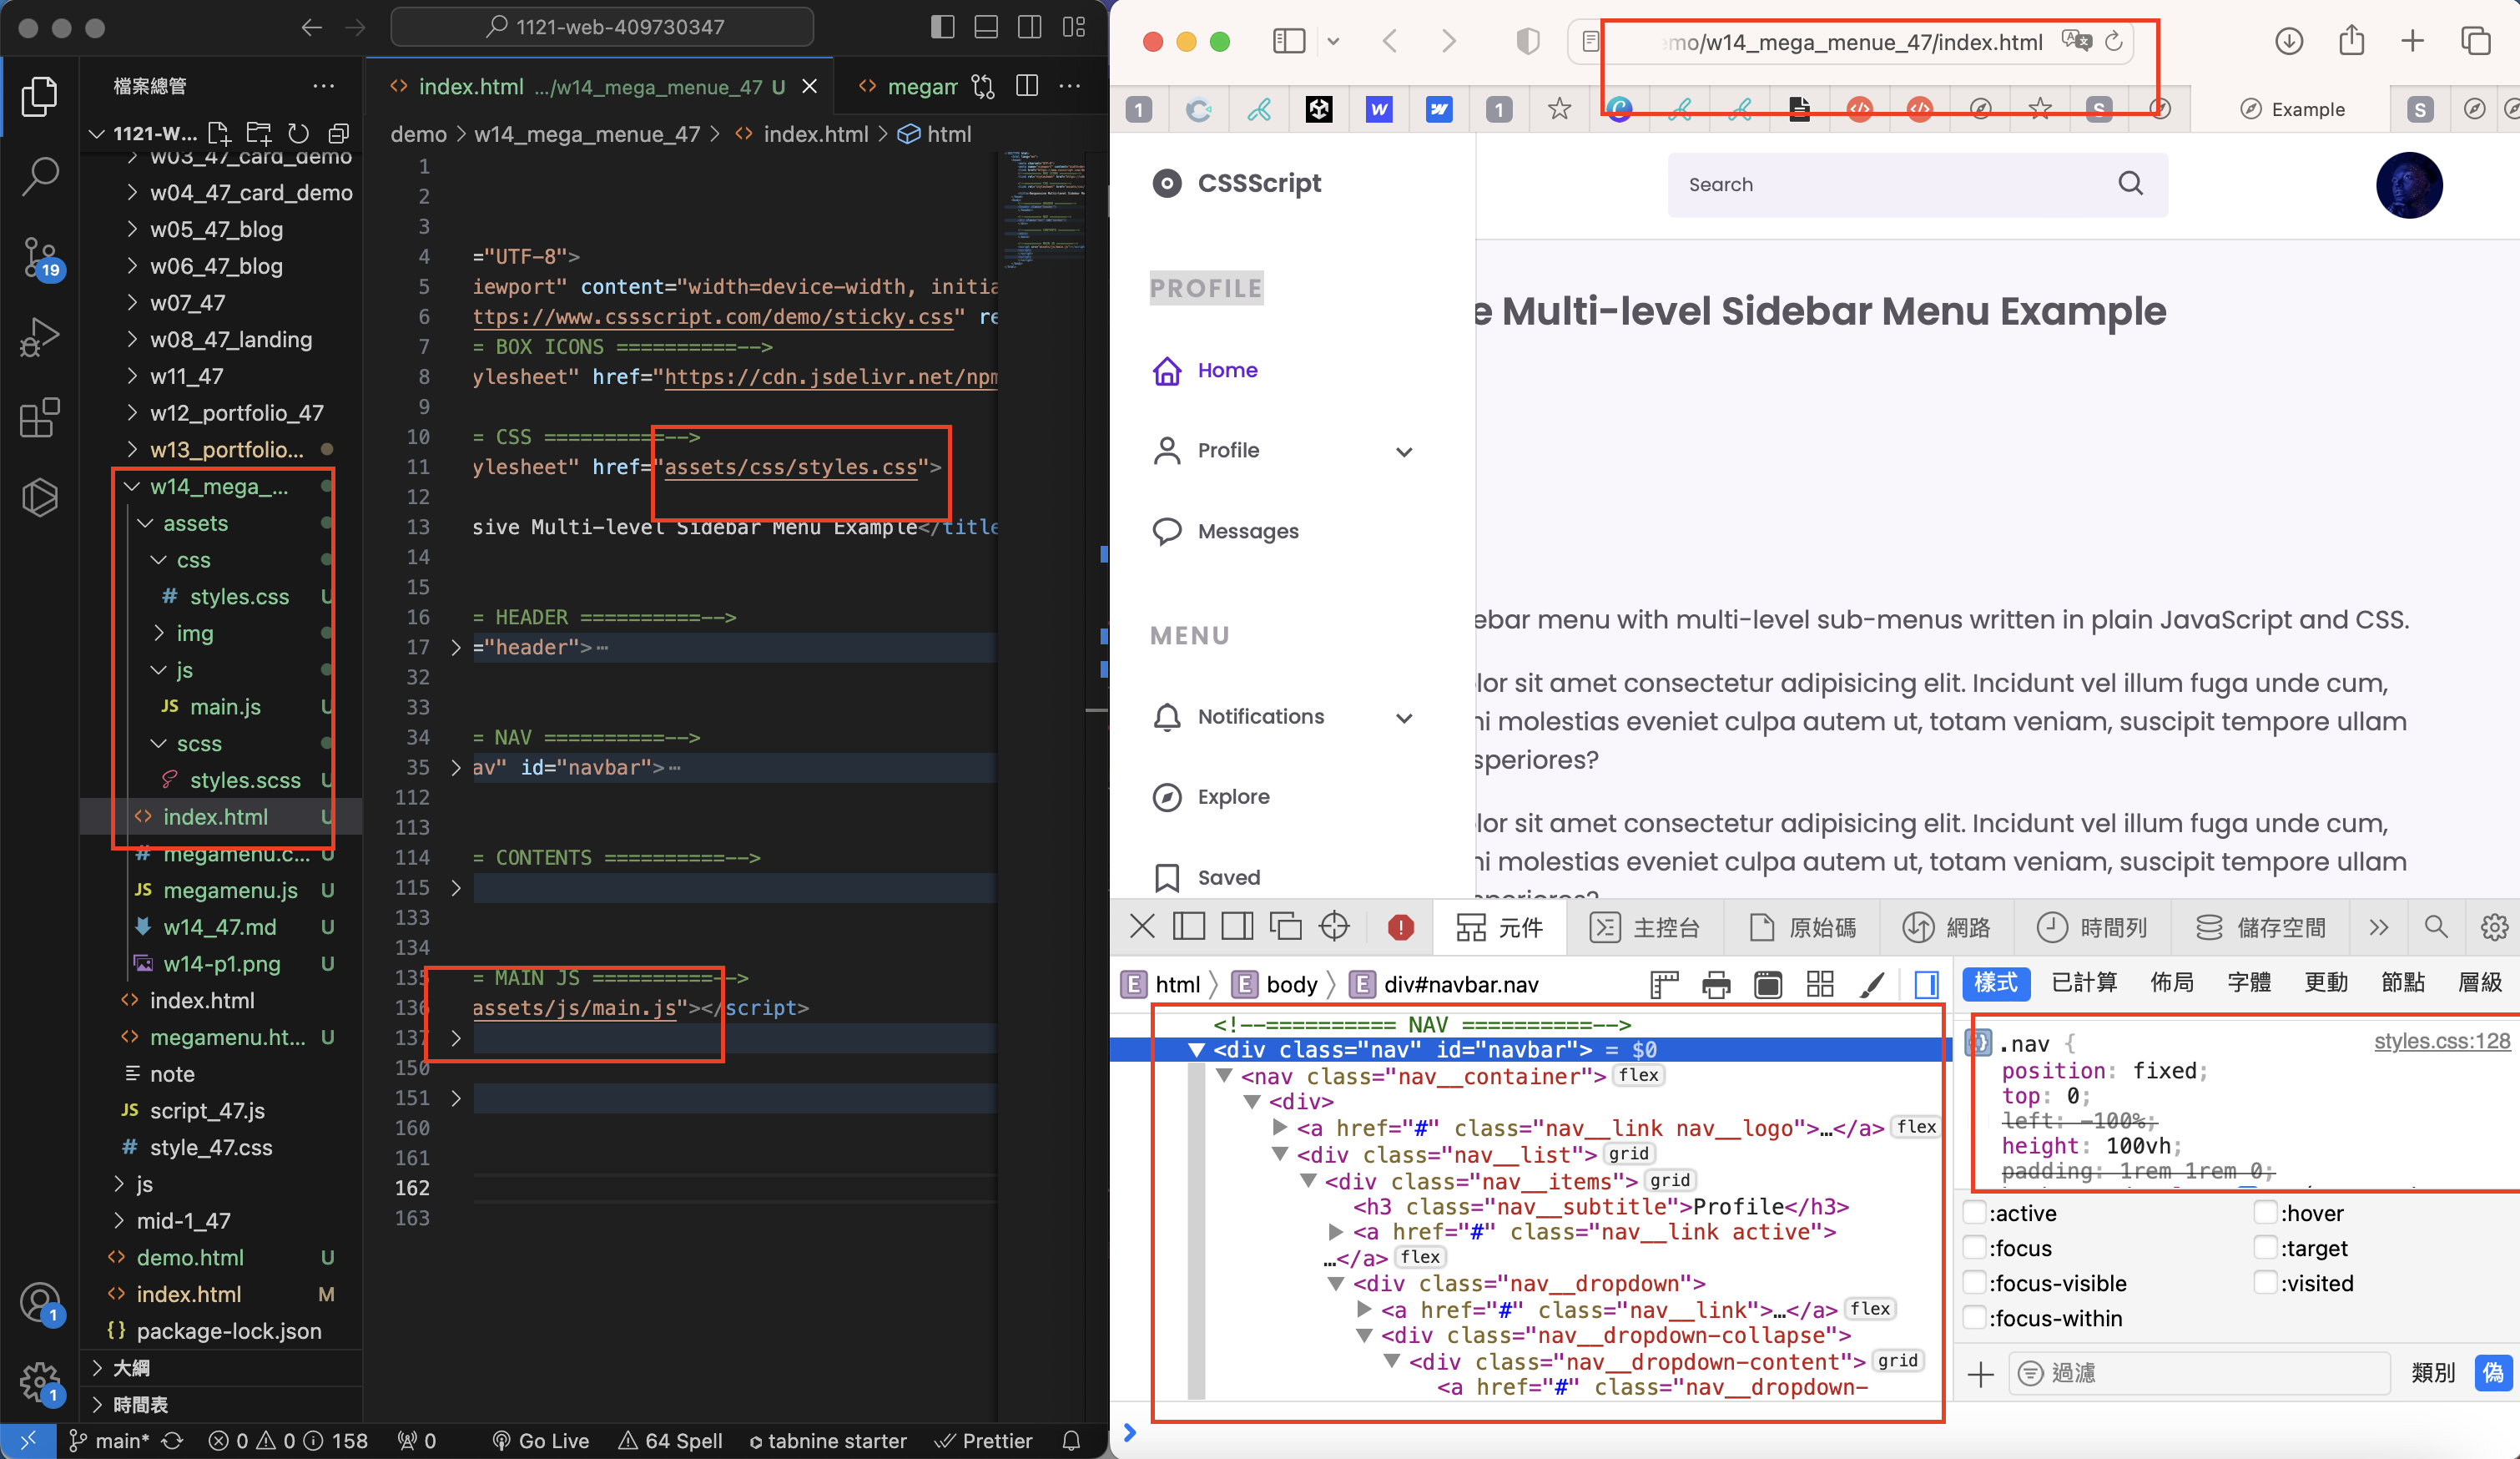 1121-web-409730347
檔案總管
1121-W...
w03_47_card_demo
w04_47_card_demo
w05_47_blog
w06_47_blog
w07_47
w08_47_landing
w11_47
w12_portfolio_47
w13_portfolio...
w14_mega_...
assets
css
# styles.css U
img
js
JS main.js U
scss
styles.scss U
<> index.html U
# megamenu.c... U
JS megamenu.js U
w14_47.md U
w14-p1.png U
<> index.html
<> megamenu.ht... U
note
JS script_47.js
# style_47.css
js
mid-1_47
<> demo.html U
<> index.html M
{} package-lock.json
大綱
時間表
19
1
1
<> index.html .../w14_mega_menue_47 U
<> megam
demo > w14_mega_menue_47 > <> index.html > html
1
2
3
4 ="UTF-8">
5 iewport" content="width=device-width, initia
6 ttps://www.cssscript.com/demo/sticky.css" re
7 = BOX ICONS ==========-->
8 ylesheet" href="https://cdn.jsdelivr.net/npm
9
10 = CSS ==========-->
11 ylesheet" href="assets/css/styles.css">
12
13 sive Multi-level Sidebar Menu Example</title
14
15
16 = HEADER ==========-->
17 ="header">⋯
32
33
34 = NAV ==========-->
35 av" id="navbar">⋯
112
113
114 = CONTENTS ==========-->
115
133
134
135 = MAIN JS ==========-->
136 assets/js/main.js"></script>
137
150
151
160
161
162
163
main* 0 0 158 0 Go Live 64 Spell tabnine starter Prettier
emo/w14_mega_menue_47/index.html
1
W
1
S
Example
S
CSSScript
Search
PROFILE
Home
Profile
Messages
MENU
Notifications
Explore
Saved
e Multi-level Sidebar Menu Example
ebar menu with multi-level sub-menus written in plain JavaScript and CSS.
lor sit amet consectetur adipisicing elit. Incidunt vel illum fuga unde cum,
ni molestias eveniet culpa autem ut, totam veniam, suscipit tempore ullam
speriores?
lor sit amet consectetur adipisicing elit. Incidunt vel illum fuga unde cum,
ni molestias eveniet culpa autem ut, totam veniam, suscipit tempore ullam
元件 主控台 原始碼 網路 時間列 儲存空間
E html E body E div#navbar.nav
<!--========== NAV ==========-->
<div class="nav" id="navbar"> = $0
<nav class="nav__container"> flex
<div>
<a href="#" class="nav__link nav__logo">…</a> flex
<div class="nav__list"> grid
<div class="nav__items"> grid
<h3 class="nav__subtitle">Profile</h3>
<a href="#" class="nav__link active">
…</a> flex
<div class="nav__dropdown">
<a href="#" class="nav__link">…</a> flex
<div class="nav__dropdown-collapse">
<div class="nav__dropdown-content"> grid
<a href="#" class="nav__dropdown-
樣式 已計算 佈局 字體 更動 節點 層級
.nav { styles.css:128
position: fixed;
top: 0;
left: -100%;
height: 100vh;
padding: 1rem 1rem 0;
:active :hover
:focus :target
:focus-visible :visited
:focus-within
過濾 類別 偽